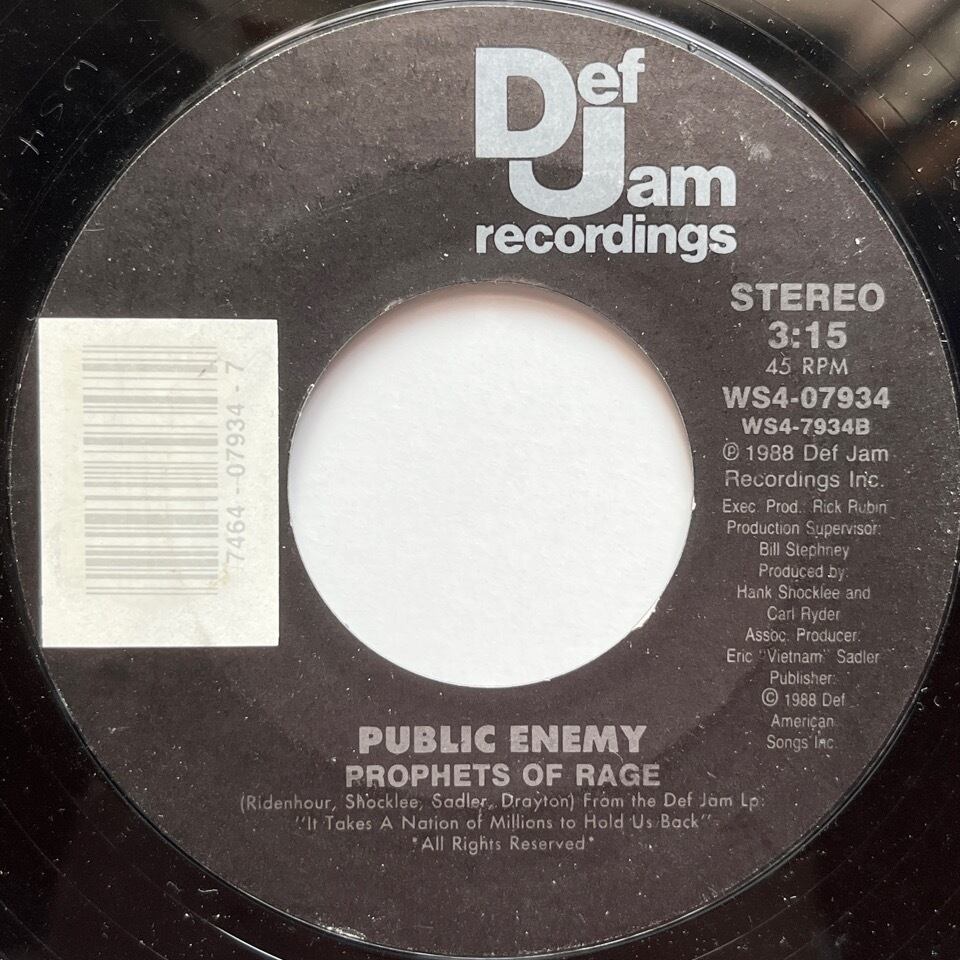 Def
Jam
recordings
STEREO
3:15
45 RPM
WS4-07934
WS4-7934B
℗ 1988 Def Jam
Recordings Inc.
Exec. Prod.: Rick Rubin
Production Supervisor:
Bill Stephney
Produced by:
Hank Shocklee and
Carl Ryder
Assoc. Producer:
Eric "Vietnam" Sadler
Publisher:
© 1988 Def
American
Songs Inc.
7464-07934-7
PUBLIC ENEMY
PROPHETS OF RAGE
(Ridenhour, Shocklee, Sadler, Drayton) From the Def Jam Lp:
"It Takes A Nation of Millions to Hold Us Back".
*All Rights Reserved*